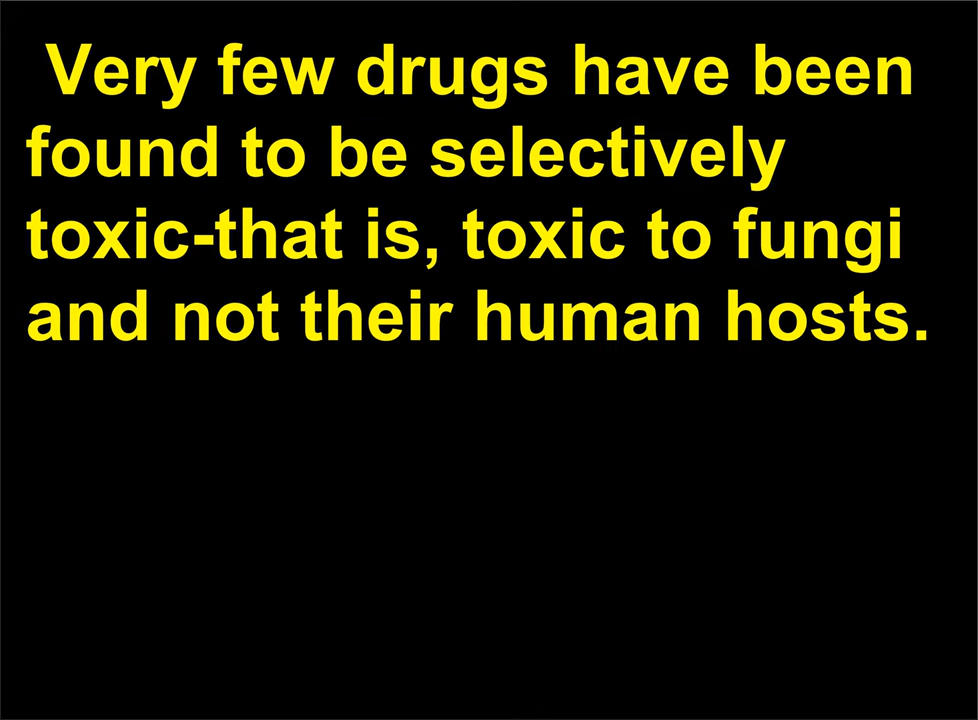 Very few drugs have been
found to be selectively
toxic-that is, toxic to fungi
and not their human hosts.